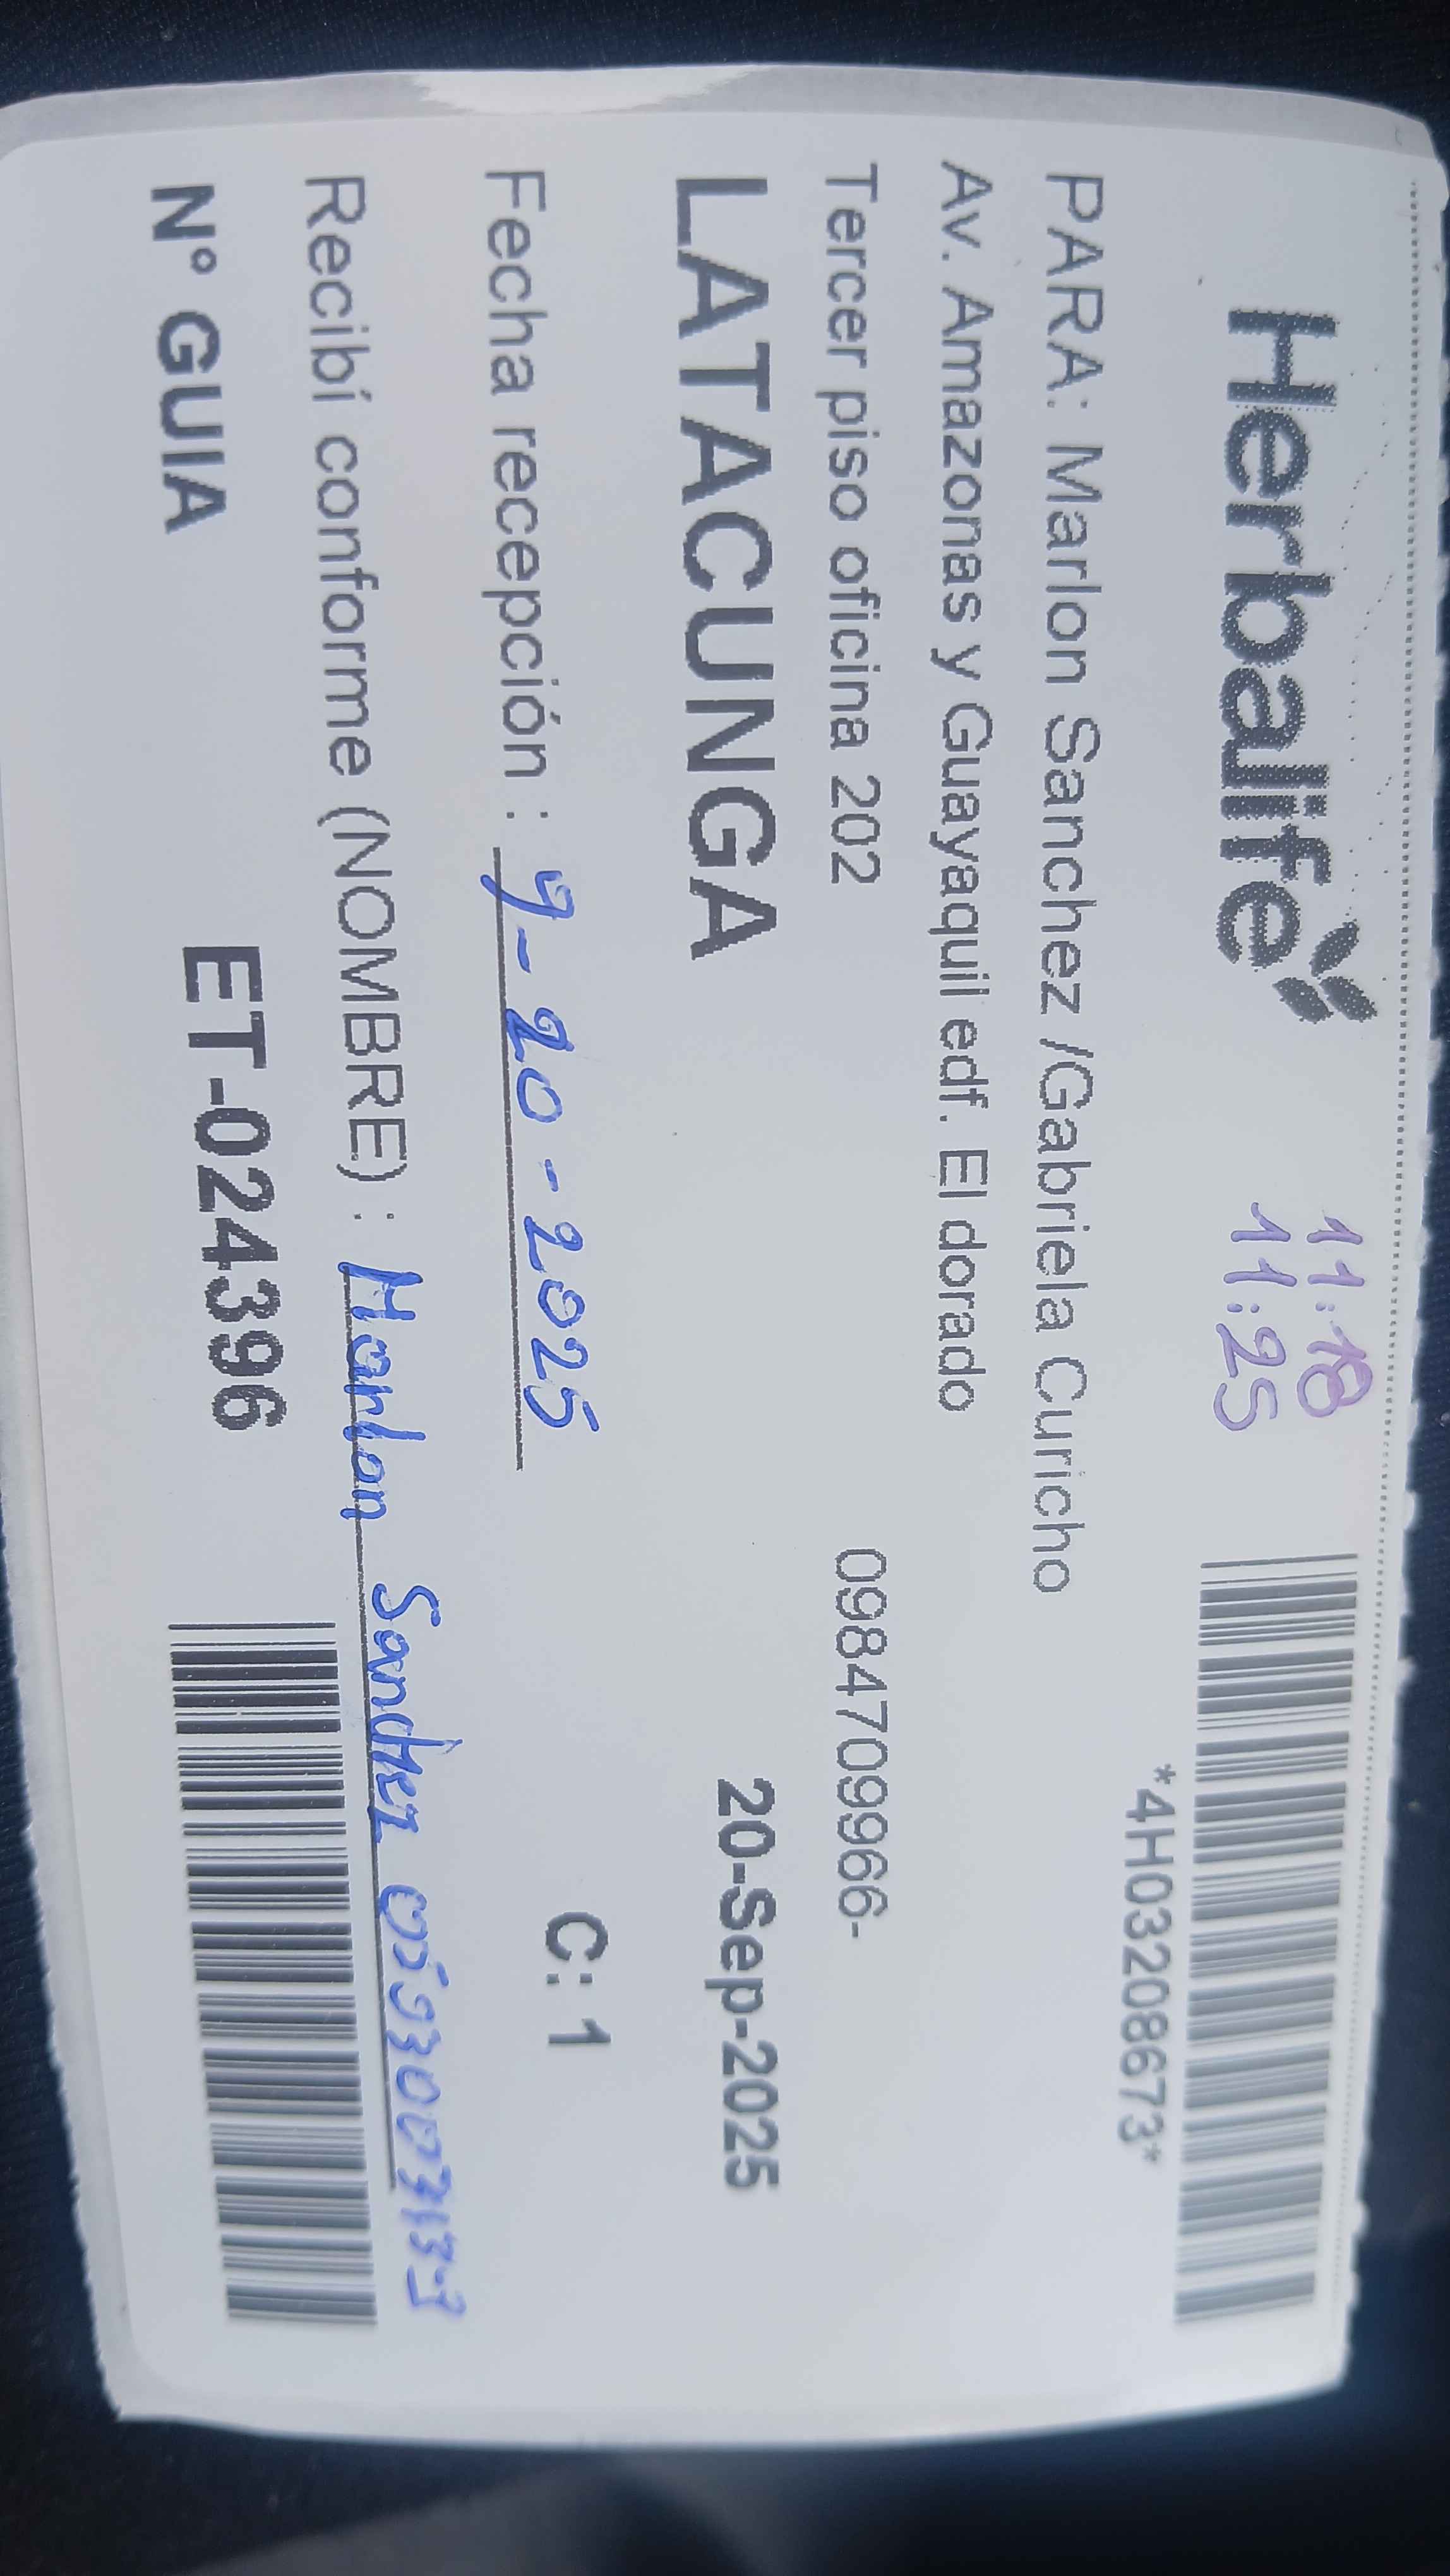 Herbalife
11:18
11:25
*4H03208673*
PARA: Marlon Sanchez /Gabriela Curicho
Av. Amazonas y Guayaquil edf. El dorado
Tercer piso oficina 202 0984709966-
LATACUNGA 20-Sep-2025
Fecha recepción : 9-20-2025 C: 1
Recibí conforme (NOMBRE) : Marlon Sanchez
N° GUIA ET-024396